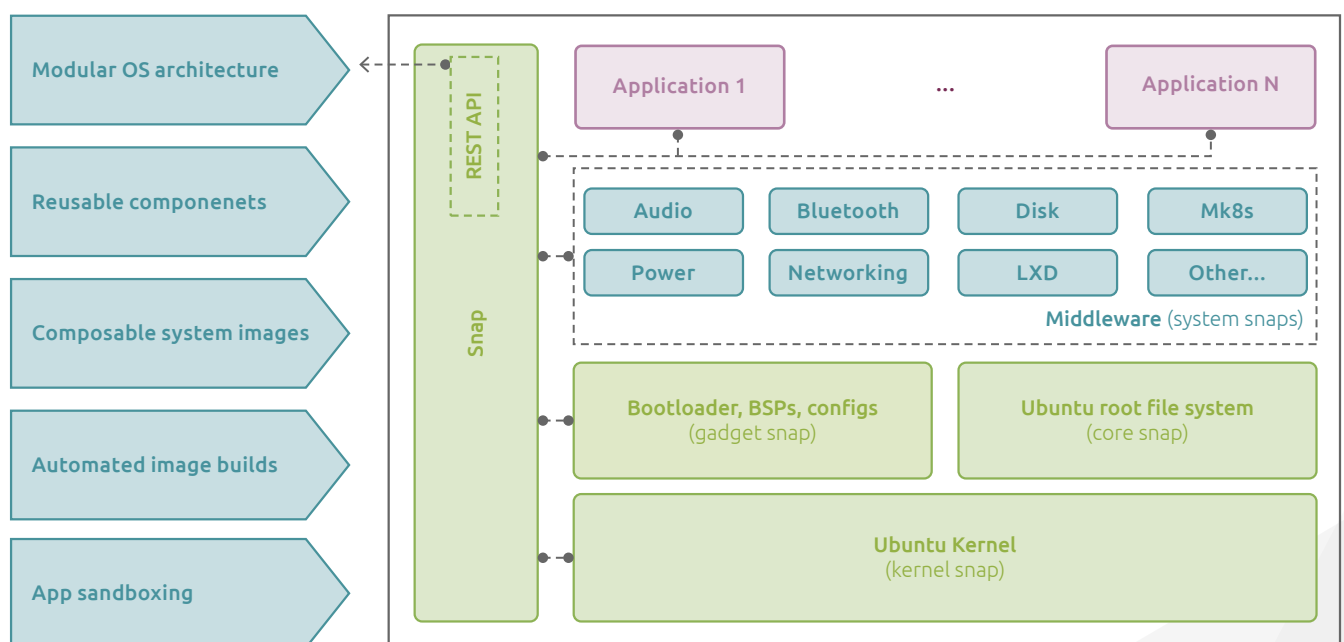 Modular OS architecture
Reusable componenets
Composable system images
Automated image builds
App sandboxing
REST API
Snap
Application 1
...
Application N
Audio
Bluetooth
Disk
Mk8s
Power
Networking
LXD
Other...
Middleware (system snaps)
Bootloader, BSPs, configs
(gadget snap)
Ubuntu root file system
(core snap)
Ubuntu Kernel
(kernel snap)